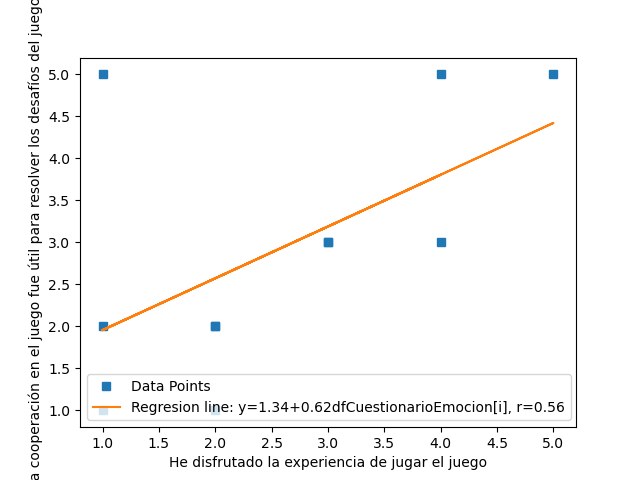 a cooperación en el juego fue útil para resolver los desafíos del juego
5.0
4.5
4.0
3.5
3.0
2.5
2.0
1.5
1.0
Data Points
Regresion line: y=1.34+0.62dfCuestionarioEmocion[i], r=0.56
1.0 1.5 2.0 2.5 3.0 3.5 4.0 4.5 5.0
He disfrutado la experiencia de jugar el juego